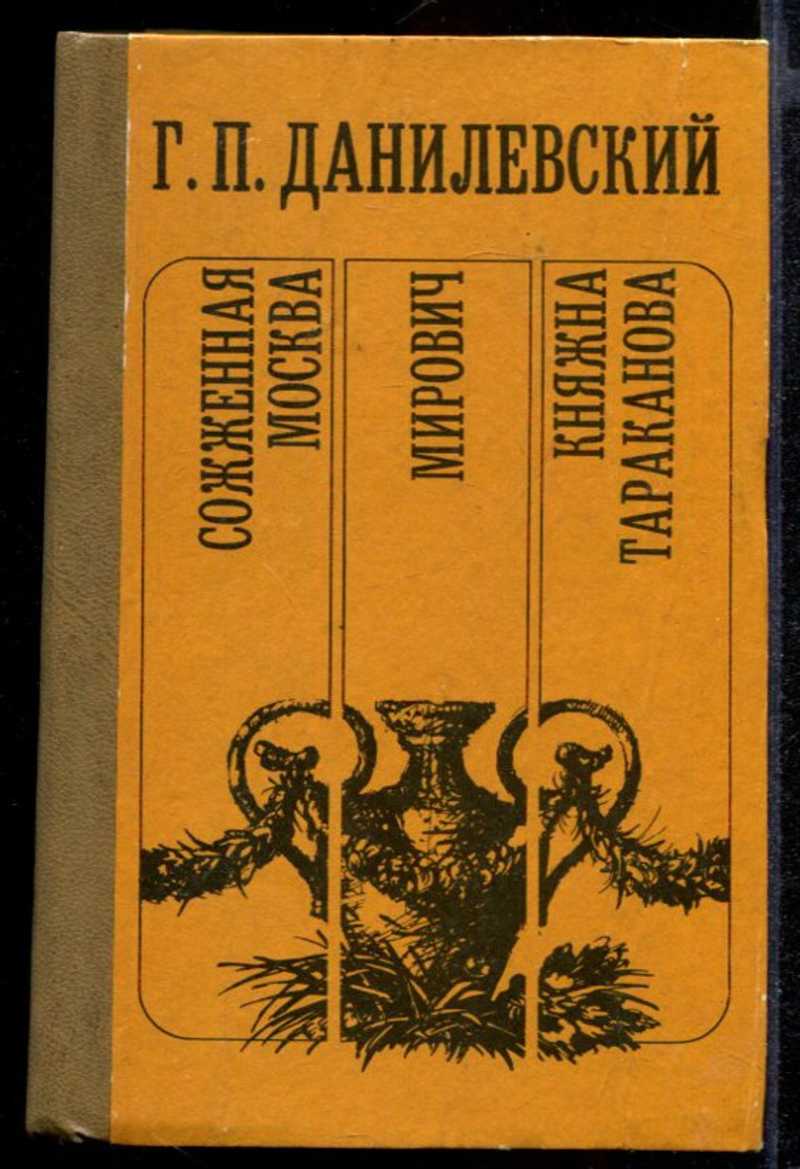 Г. П. ДАНИЛЕВСКИЙ
СОЖЖЕННАЯ
МОСКВА
МИРОВИЧ
КНЯЖНА
ТАРАКАНОВА